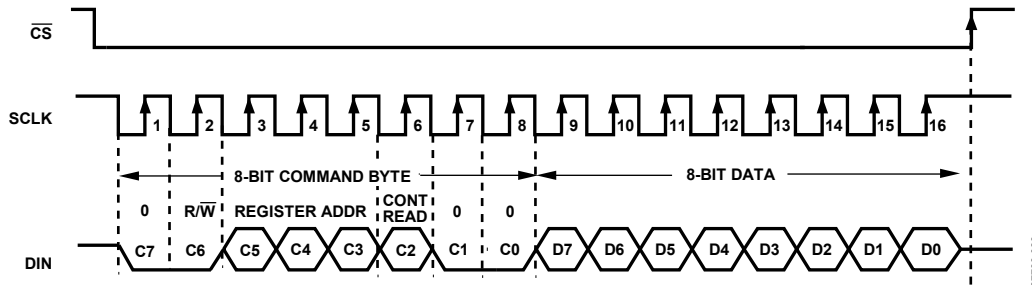 CS
SCLK
1 2 3 4 5 6 7 8 9 10 11 12 13 14 15 16
8-BIT COMMAND BYTE 8-BIT DATA
0 R/W REGISTER ADDR CONT READ 0 0
DIN C7 C6 C5 C4 C3 C2 C1 C0 D7 D6 D5 D4 D3 D2 D1 D0